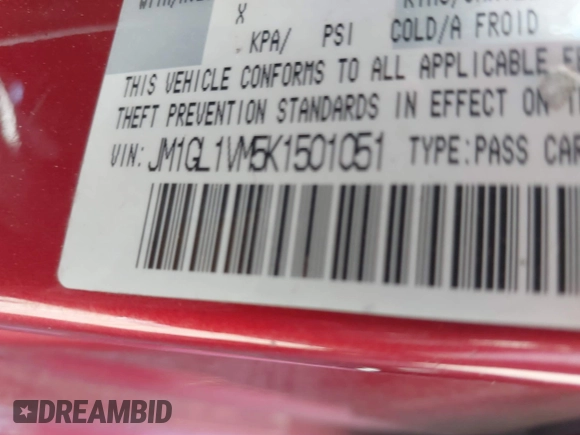 X
KPA/ PSI COLD/A FROID
THIS VEHICLE CONFORMS TO ALL APPLICABLE
THEFT PREVENTION STANDARDS IN EFFECT ON
VIN: JM1GL1VM5K1501051 TYPE:PASS CAR
DREAMBID